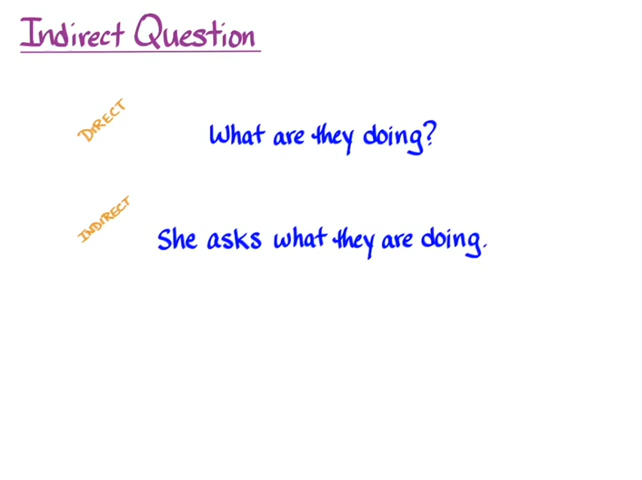 Indirect Question
DIRECT
What are they doing?
INDIRECT
She asks what they are doing.